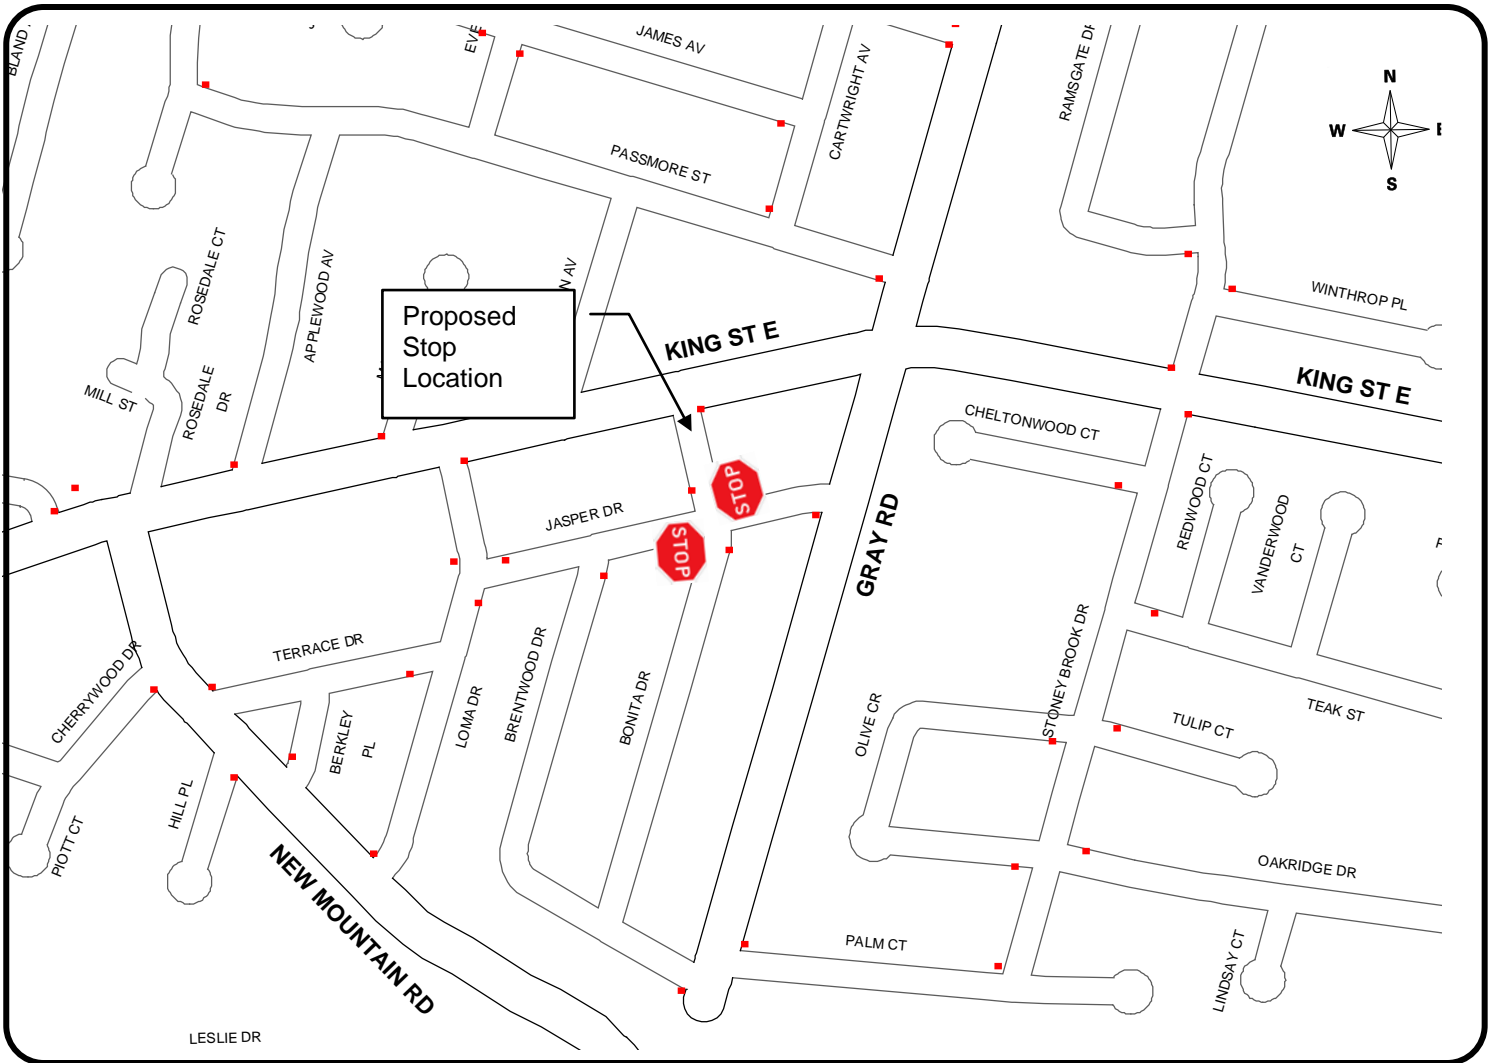 BLAND
EVE
JAMES AV
CARTWRIGHT AV
RAMSGATE DR
N
W
E
S
PASSMORE ST
ROSEDALE CT
APPLEWOOD AV
N AV
WINTHROP PL
Proposed
Stop
Location
KING ST E
KING ST E
MILL ST
ROSEDALE
DR
CHELTONWOOD CT
STOP
STOP
JASPER DR
GRAY RD
REDWOOD CT
VANDERWOOD
CT
TERRACE DR
CHERRYWOOD DR
BERKLEY
PL
LOMA DR
BRENTWOOD DR
BONITA DR
OLIVE CR
STONEY BROOK DR
TEAK ST
TULIP CT
HILL PL
PIOTT CT
NEW MOUNTAIN RD
OAKRIDGE DR
PALM CT
LINDSAY CT
LESLIE DR